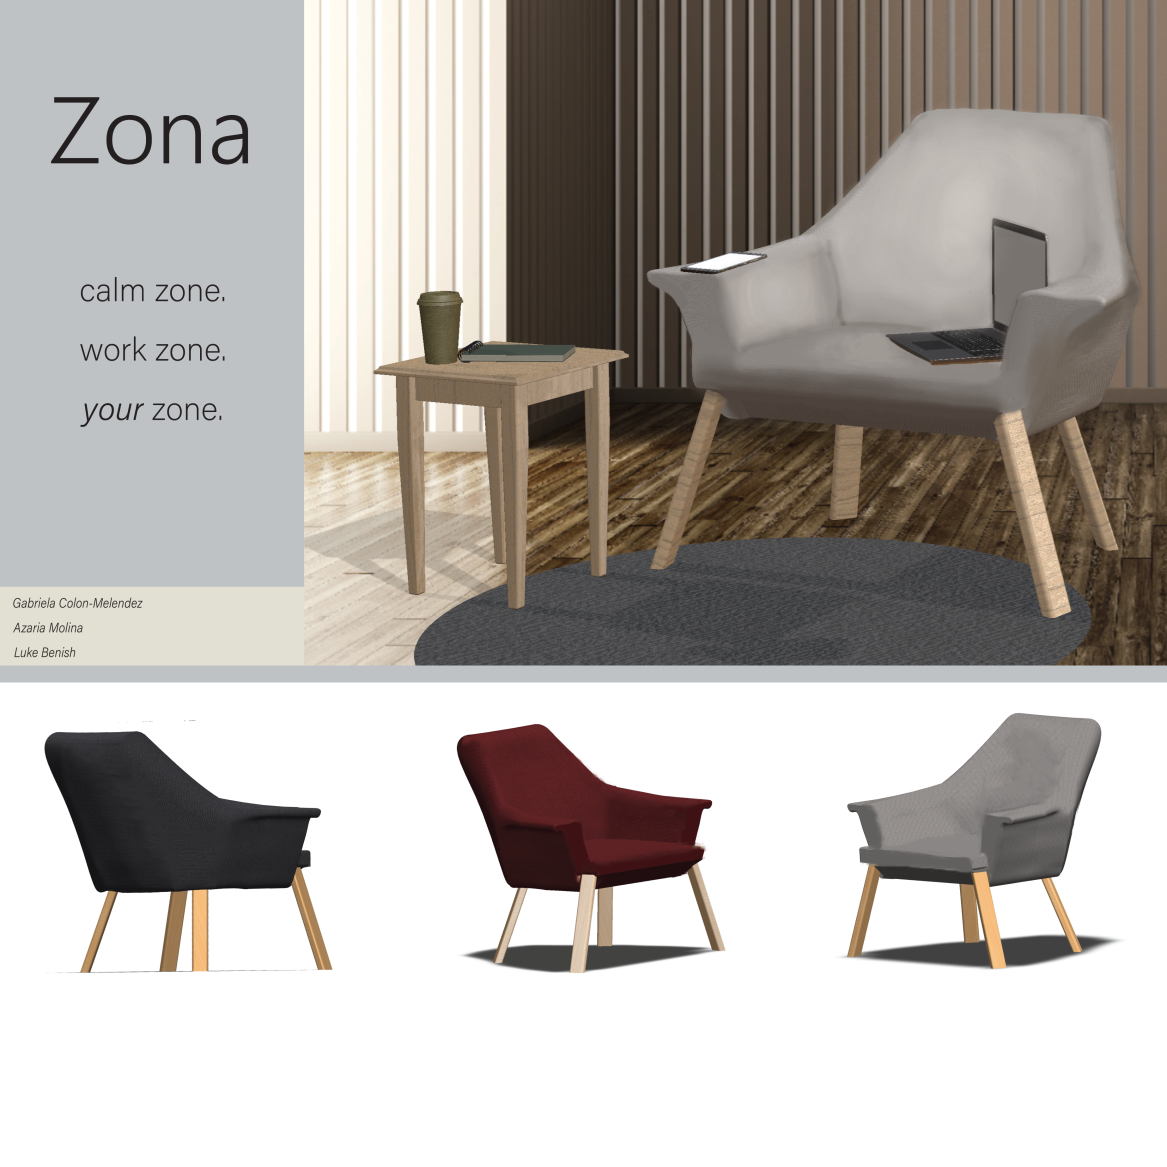 Zona
calm zone.
work zone.
your zone.
Gabriela Colon-Melendez
Azaria Molina
Luke Benish